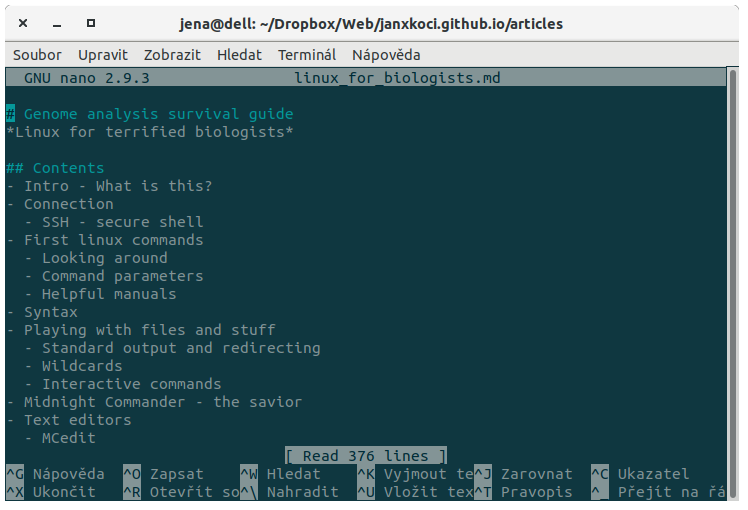 jena@dell: ~/Dropbox/Web/janxkoci.github.io/articles
Soubor Upravit Zobrazit Hledat Terminál Nápověda
GNU nano 2.9.3 linux_for_biologists.md
# Genome analysis survival guide
*Linux for terrified biologists*
## Contents
- Intro - What is this?
- Connection
  - SSH - secure shell
- First linux commands
  - Looking around
  - Command parameters
  - Helpful manuals
- Syntax
- Playing with files and stuff
  - Standard output and redirecting
  - Wildcards
  - Interactive commands
- Midnight Commander - the savior
- Text editors
  - MCedit
[ Read 376 lines ]
^G Nápověda ^O Zapsat ^W Hledat ^K Vyjmout te^J Zarovnat ^C Ukazatel
^X Ukončit ^R Otevřít so^\ Nahradit ^U Vložit tex^T Pravopis ^_ Přejít na řá